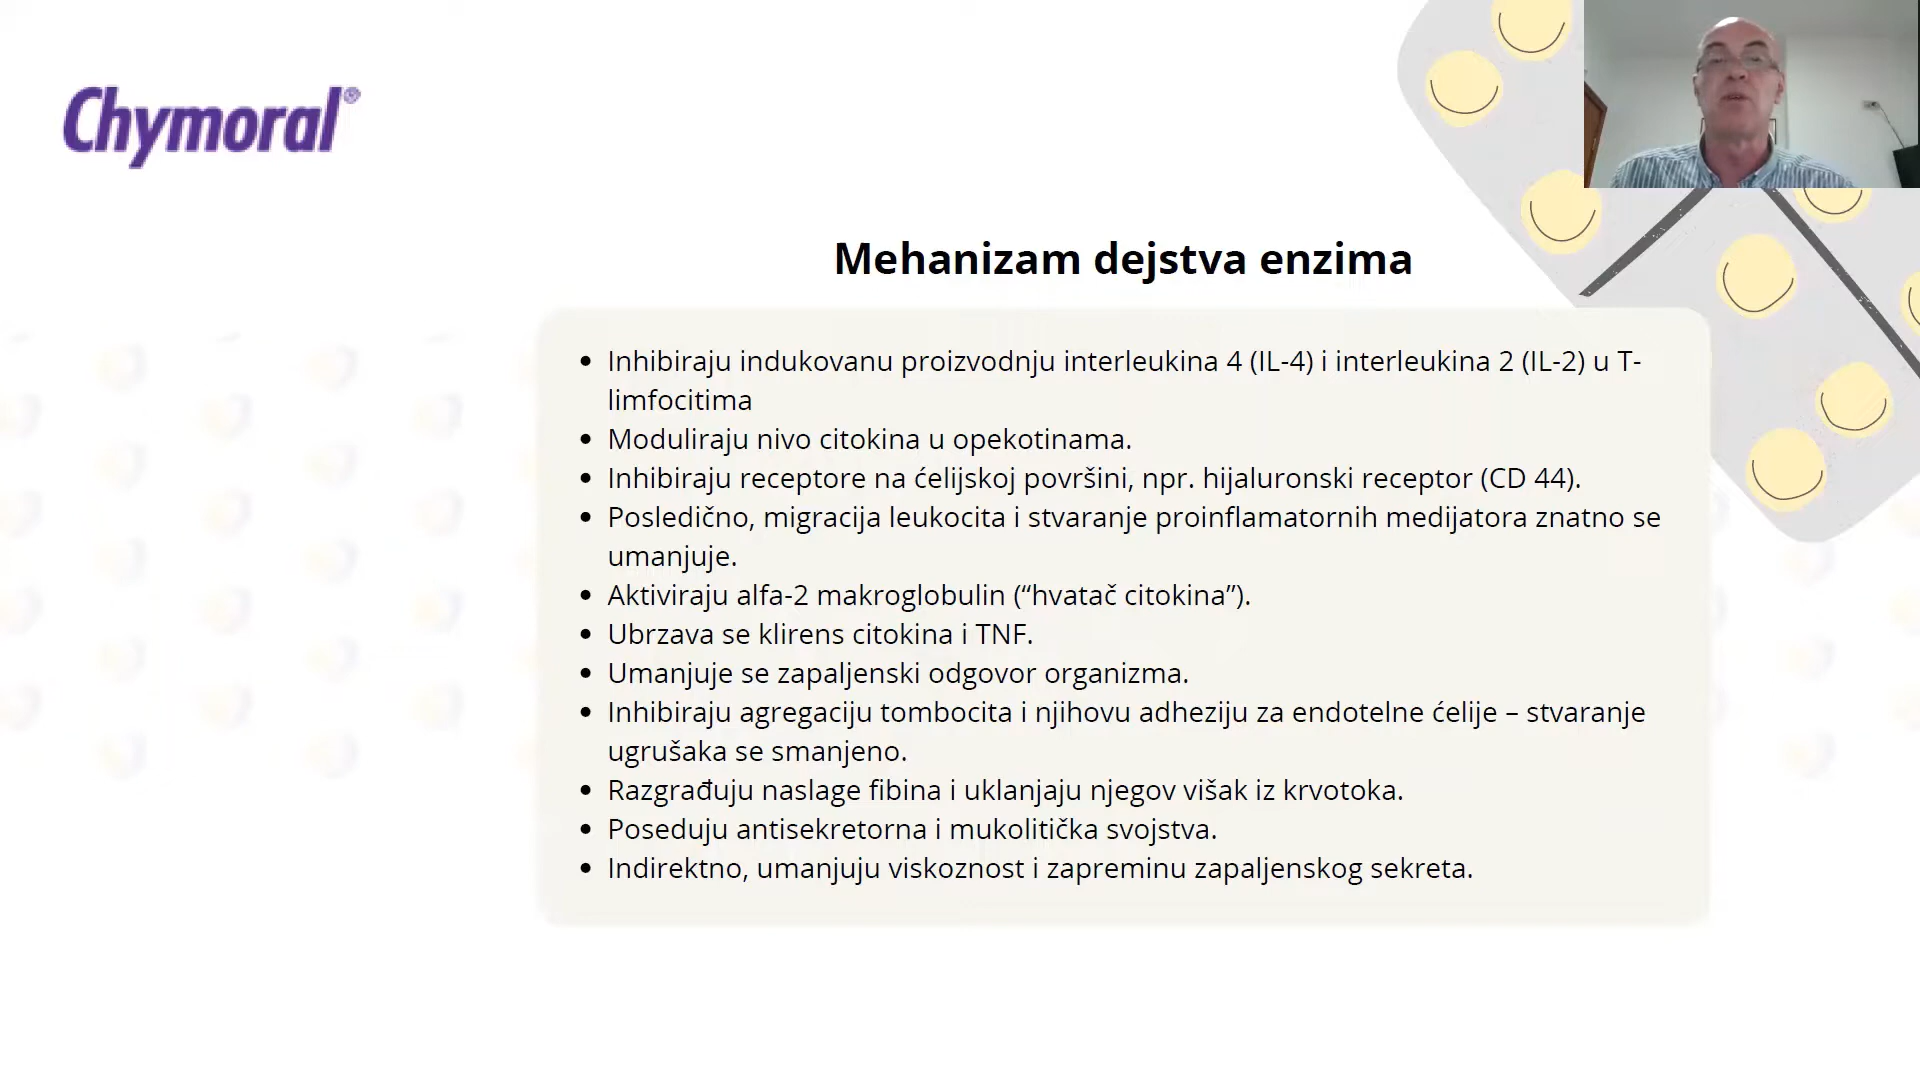 Chymoral®
Mehanizam dejstva enzima
• Inhibiraju indukovanu proizvodnju interleukina 4 (IL-4) i interleukina 2 (IL-2) u T-
limfocitima
• Moduliraju nivo citokina u opekotinama.
• Inhibiraju receptore na ćelijskoj površini, npr. hijaluronski receptor (CD 44).
• Posledično, migracija leukocita i stvaranje proinflamatornih medijatora znatno se
umanjuje.
• Aktiviraju alfa-2 makroglobulin (“hvatač citokina”).
• Ubrzava se klirens citokina i TNF.
• Umanjuje se zapaljenski odgovor organizma.
• Inhibiraju agregaciju tombocita i njihovu adheziju za endotelne ćelije – stvaranje
ugrušaka se smanjeno.
• Razgrađuju naslage fibina i uklanjaju njegov višak iz krvotoka.
• Poseduju antisekretorna i mukolitička svojstva.
• Indirektno, umanjuju viskoznost i zapreminu zapaljenskog sekreta.